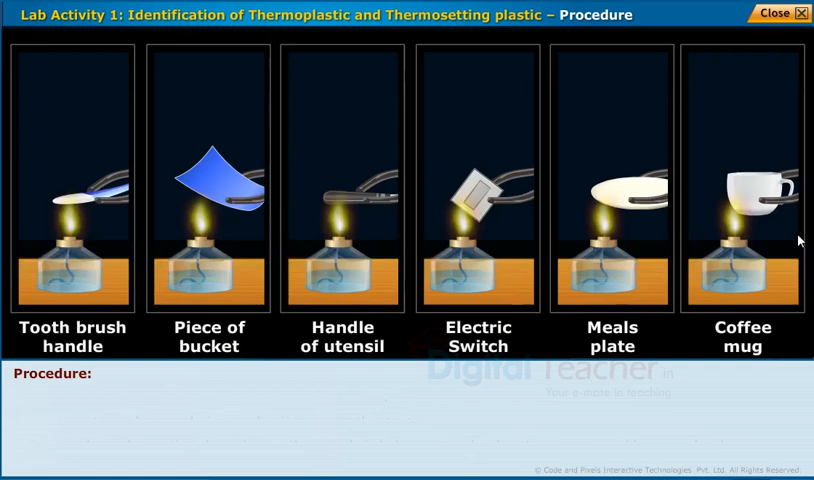 Lab Activity 1: Identification of Thermoplastic and Thermosetting plastic – Procedure
Close
Tooth brush
handle
Piece of
bucket
Handle
of utensil
Electric
Switch
Meals
plate
Coffee
mug
Procedure:
Digital Teacher.in
Your e-mate in teaching
© Code and Pixels Interactive Technologies Pvt. Ltd. All Rights Reserved.